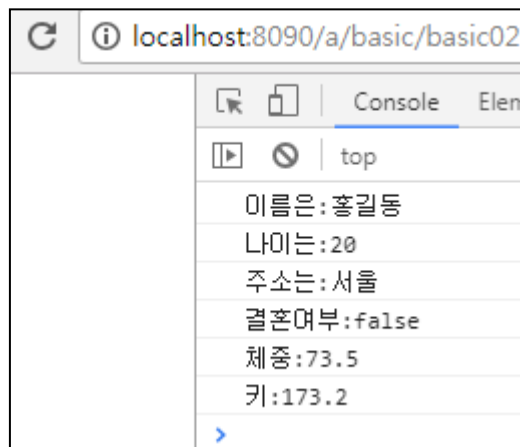 localhost:8090/a/basic/basic02
Console Elem
top
이름은:홍길동
나이는:20
주소는:서울
결혼여부:false
체중:73.5
키:173.2